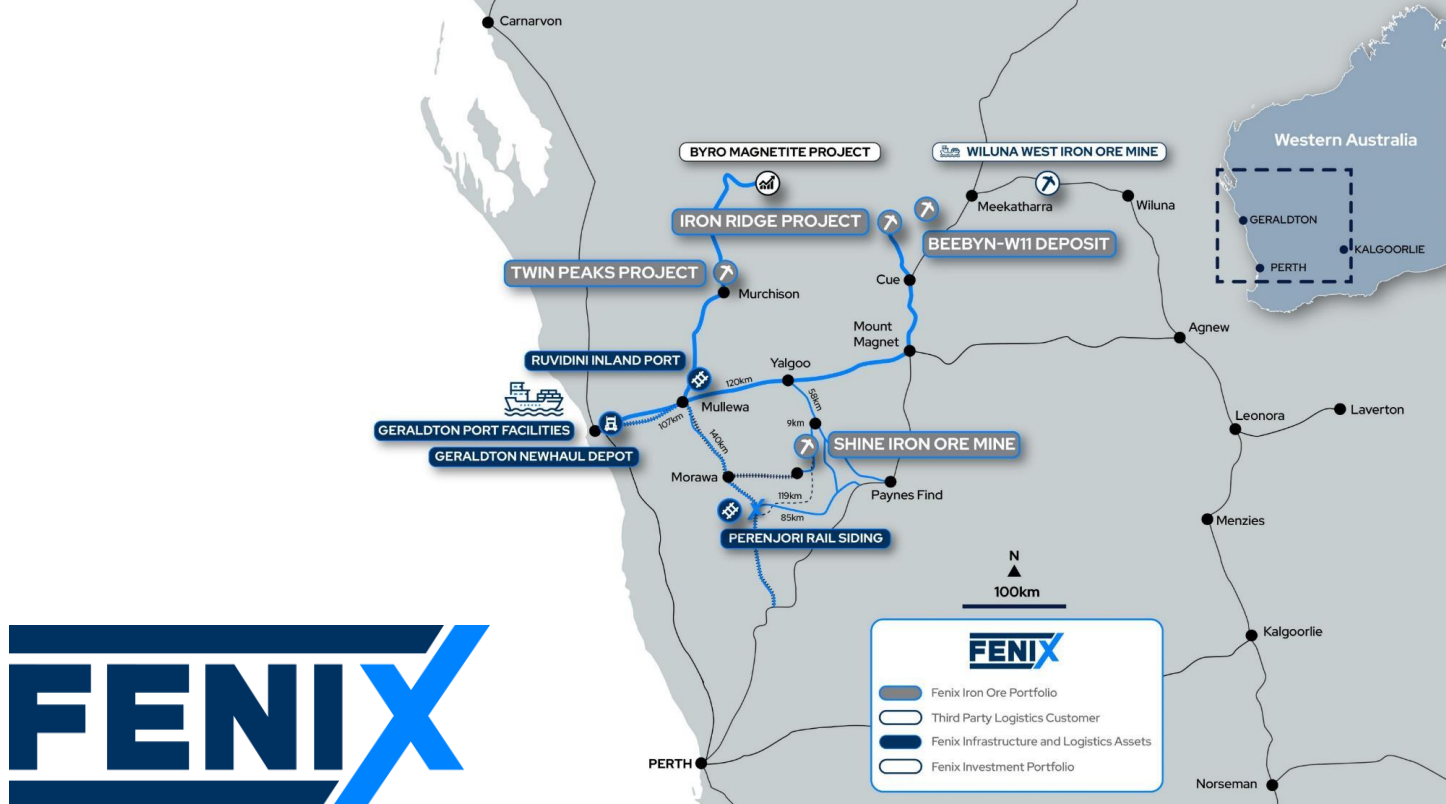 Carnarvon
BYRO MAGNETITE PROJECT
WILUNA WEST IRON ORE MINE
Western Australia
Meekatharra
Wiluna
IRON RIDGE PROJECT
GERALDTON
BEEBYN-W11 DEPOSIT
KALGOORLIE
TWIN PEAKS PROJECT
PERTH
Cue
Murchison
Mount
Magnet
Agnew
RUVIDINI INLAND PORT
Yalgoo
120km
58km
Mullewa
107km
9km
Leonora
Laverton
GERALDTON PORT FACILITIES
140km
SHINE IRON ORE MINE
GERALDTON NEWHAUL DEPOT
Morawa
Paynes Find
119km
85km
Menzies
PERENJORI RAIL SIDING
N
100km
FENIX
Kalgoorlie
Fenix Iron Ore Portfolio
Third Party Logistics Customer
Fenix Infrastructure and Logistics Assets
Fenix Investment Portfolio
FENIX
PERTH
Norseman